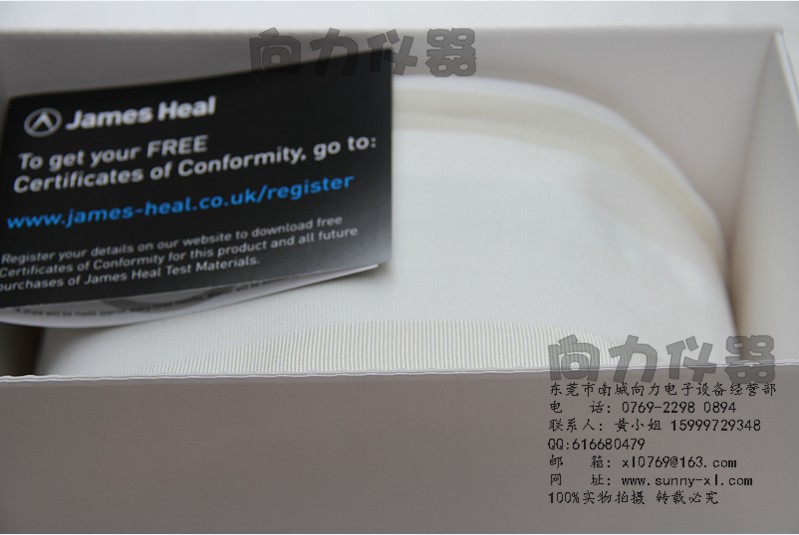 向力仪器
James Heal
To get your FREE
Certificates of Conformity, go to:
www.james-heal.co.uk/register
Register your details on our website to download free
Certificates of Conformity for this product and all future
purchases of James Heal Test Materials.
向力仪器
东莞市南城向力电子设备经营部
电 话: 0769-2298 0894
联系人: 黄小姐 15999729348
QQ:616680479
邮 箱: xl0769@163.com
网 址: www.sunny-xl.com
100%实物拍摄 转载必究